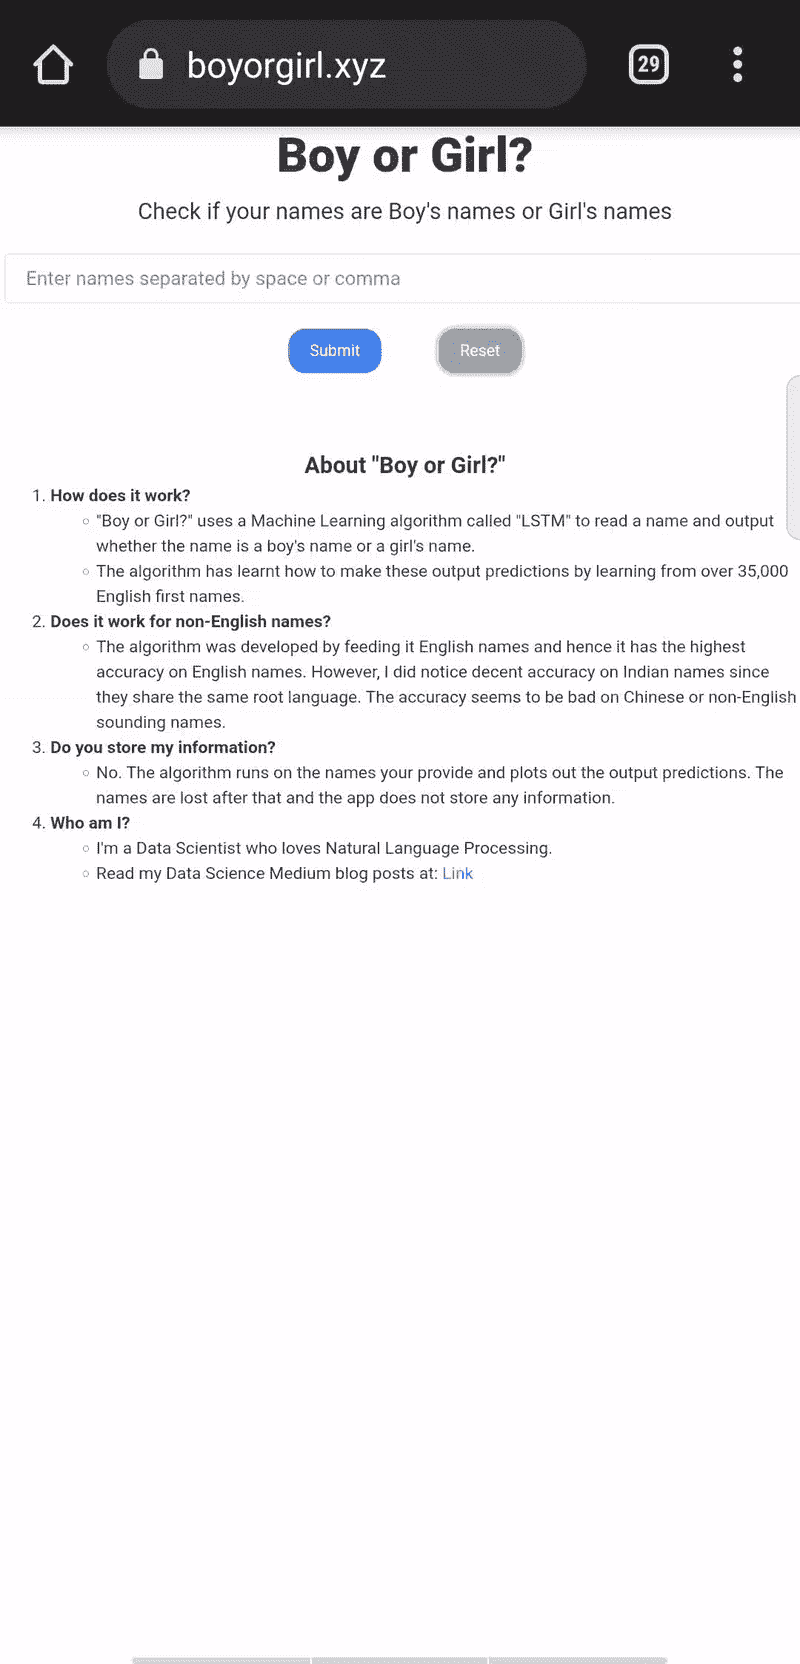 boyorgirl.xyz
29
Boy or Girl?
Check if your names are Boy's names or Girl's names
Enter names separated by space or comma
Submit
Reset
About "Boy or Girl?"
1. How does it work?
○ "Boy or Girl?" uses a Machine Learning algorithm called "LSTM" to read a name and output
whether the name is a boy's name or a girl's name.
○ The algorithm has learnt how to make these output predictions by learning from over 35,000
English first names.
2. Does it work for non-English names?
○ The algorithm was developed by feeding it English names and hence it has the highest
accuracy on English names. However, I did notice decent accuracy on Indian names since
they share the same root language. The accuracy seems to be bad on Chinese or non-English
sounding names.
3. Do you store my information?
○ No. The algorithm runs on the names your provide and plots out the output predictions. The
names are lost after that and the app does not store any information.
4. Who am I?
○ I'm a Data Scientist who loves Natural Language Processing.
○ Read my Data Science Medium blog posts at: Link